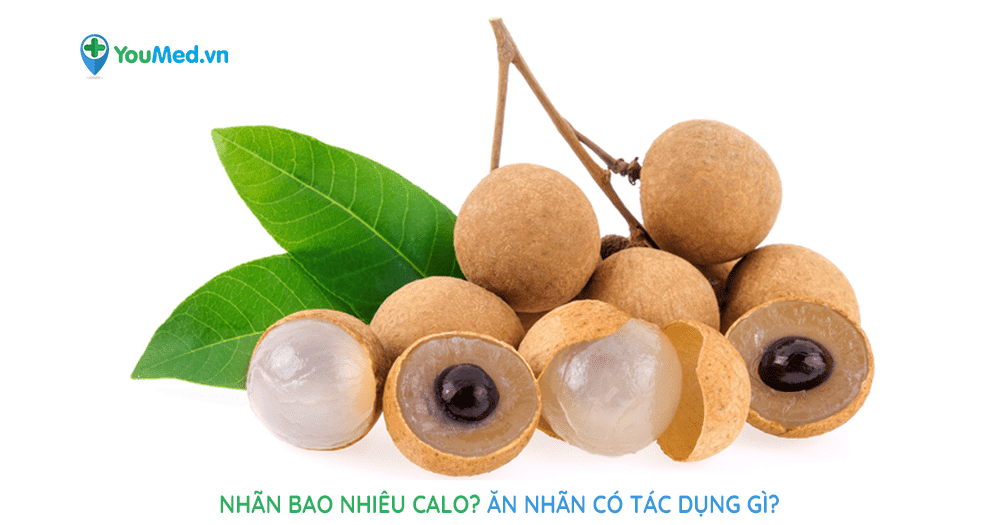 YouMed.vn
NHÃN BAO NHIÊU CALO? ĂN NHÃN CÓ TÁC DỤNG GÌ?